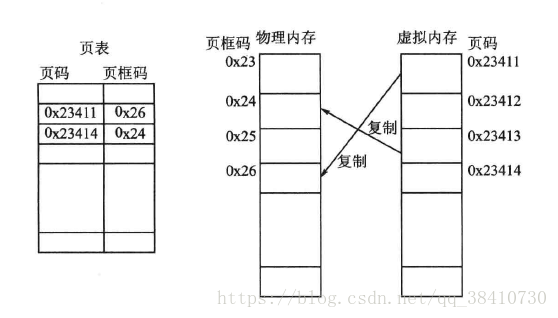 页表
页码 页框码
0x23411 0x26
0x23414 0x24
页框码 物理内存 虚拟内存 页码
0x23 0x23411
0x24 0x23412
复制
0x25 0x23413
复制
0x26 0x23414
https://blog.csdn.net/qq_38410730